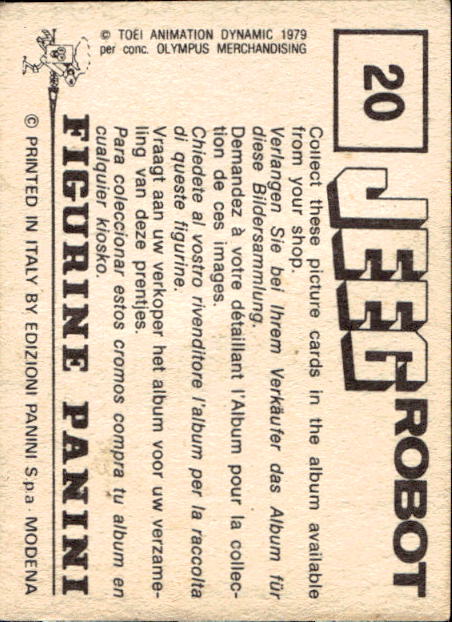 © TOEI ANIMATION DYNAMIC 1979
per conc. OLYMPUS MERCHANDISING
20
JEEG ROBOT
Collect these picture cards in the album available
from your shop.
Verlangen Sie bei Ihrem Verkäufer das Album für
diese Bildersammlung.
Demandez à votre détaillant l'Album pour la collec-
tion de ces images.
Chiedete al vostro rivenditore l'album per la raccolta
di queste figurine.
Vraagt aan uw verkoper het album voor uw verzame-
ling van deze prentjes.
Para coleccionar estos cromos compra tu album en
cualquier kiosko.
FIGURINE PANINI
© PRINTED IN ITALY BY EDIZIONI PANINI S.p.a - MODENA